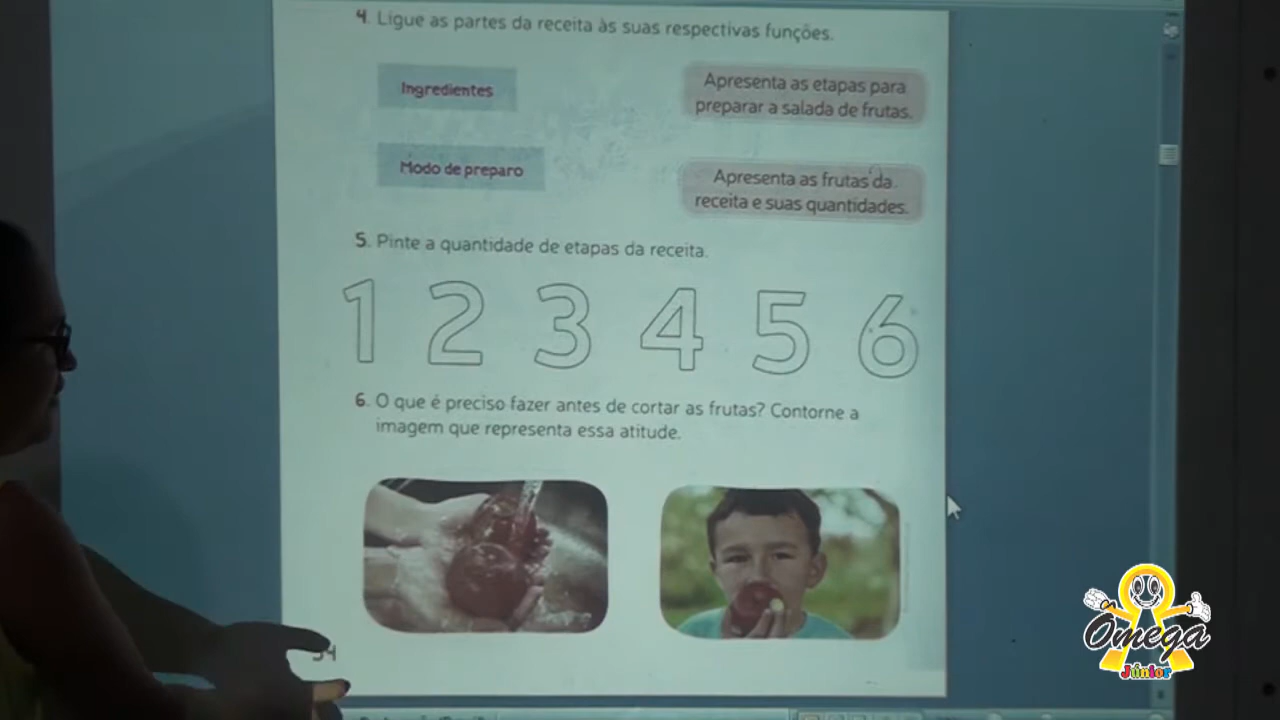 4. Ligue as partes da receita às suas respectivas funções.
Ingredientes
Apresenta as etapas para
preparar a salada de frutas.
Modo de preparo
Apresenta as frutas da
receita e suas quantidades.
5. Pinte a quantidade de etapas da receita.
1 2 3 4 5 6
6. O que é preciso fazer antes de cortar as frutas? Contorne a
imagem que representa essa atitude.
Omega
Júnior